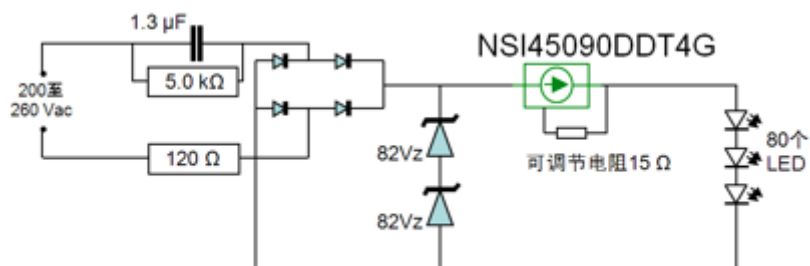 1.3 μF
NSI45090DDT4G
5.0 kΩ
200至
260 Vac
120 Ω
82Vz
82Vz
可调节电阻15 Ω
80个
LED